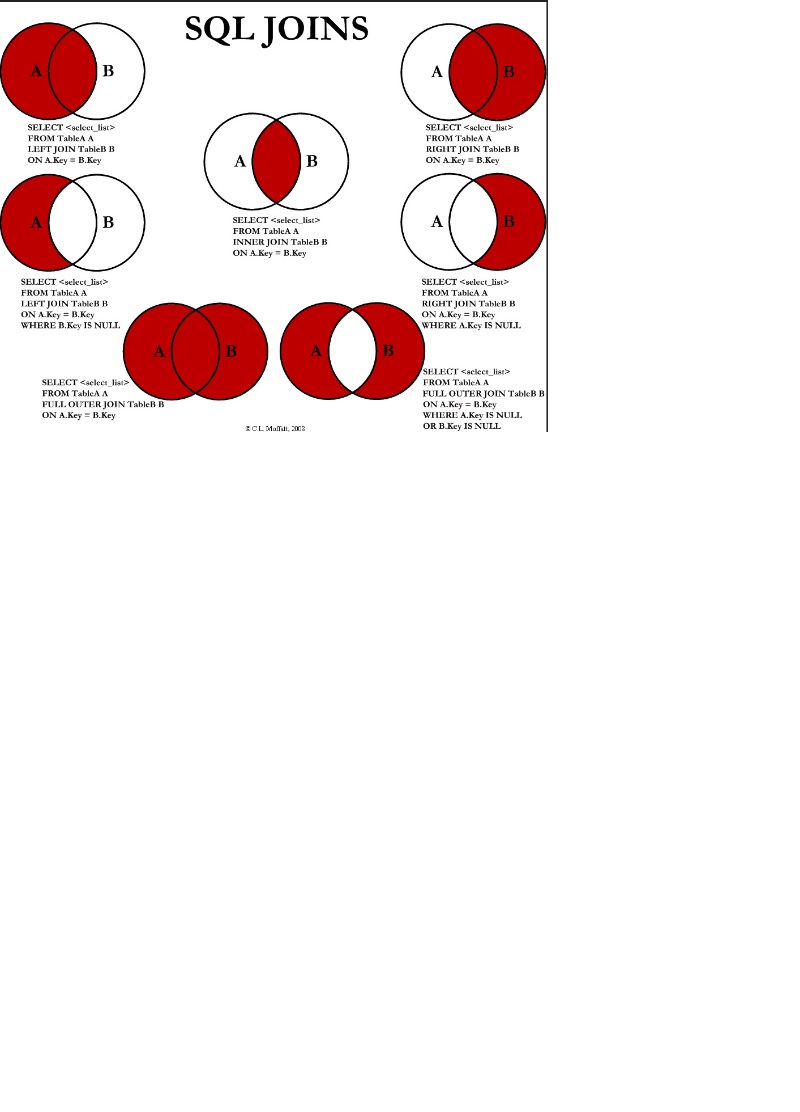 SQL JOINS
A B
SELECT <select_list>
FROM TableA A
LEFT JOIN TableB B
ON A.Key = B.Key
A B
SELECT <select_list>
FROM TableA A
RIGHT JOIN TableB B
ON A.Key = B.Key
A B
SELECT <select_list>
FROM TableA A
INNER JOIN TableB B
ON A.Key = B.Key
A B
SELECT <select_list>
FROM TableA A
LEFT JOIN TableB B
ON A.Key = B.Key
WHERE B.Key IS NULL
A B
SELECT <select_list>
FROM TableA A
RIGHT JOIN TableB B
ON A.Key = B.Key
WHERE A.Key IS NULL
A B
SELECT <select_list>
FROM TableA A
FULL OUTER JOIN TableB B
ON A.Key = B.Key
A B
SELECT <select_list>
FROM TableA A
FULL OUTER JOIN TableB B
ON A.Key = B.Key
WHERE A.Key IS NULL
OR B.Key IS NULL
© C.L. Moffatt, 2008